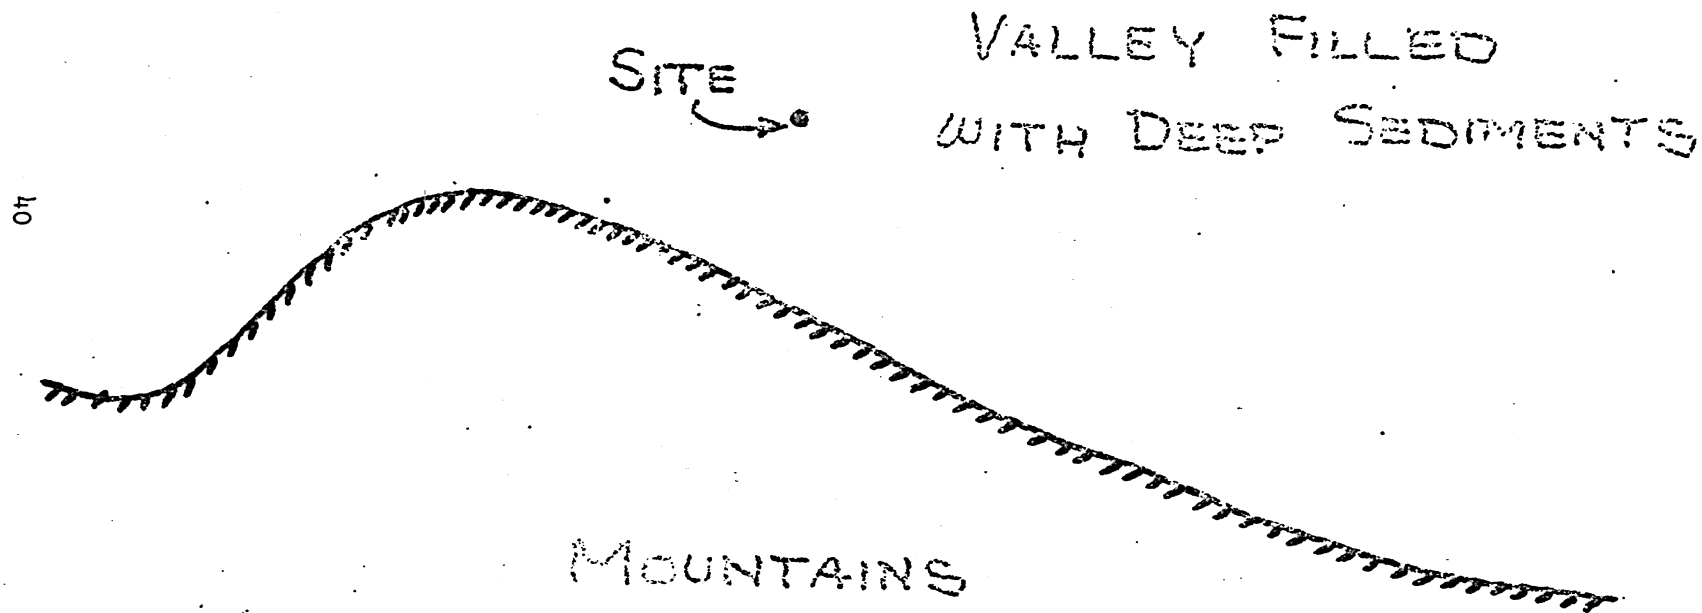 VALLEY FILLED
WITH DEEP SEDIMENTS
SITE
40
MOUNTAINS